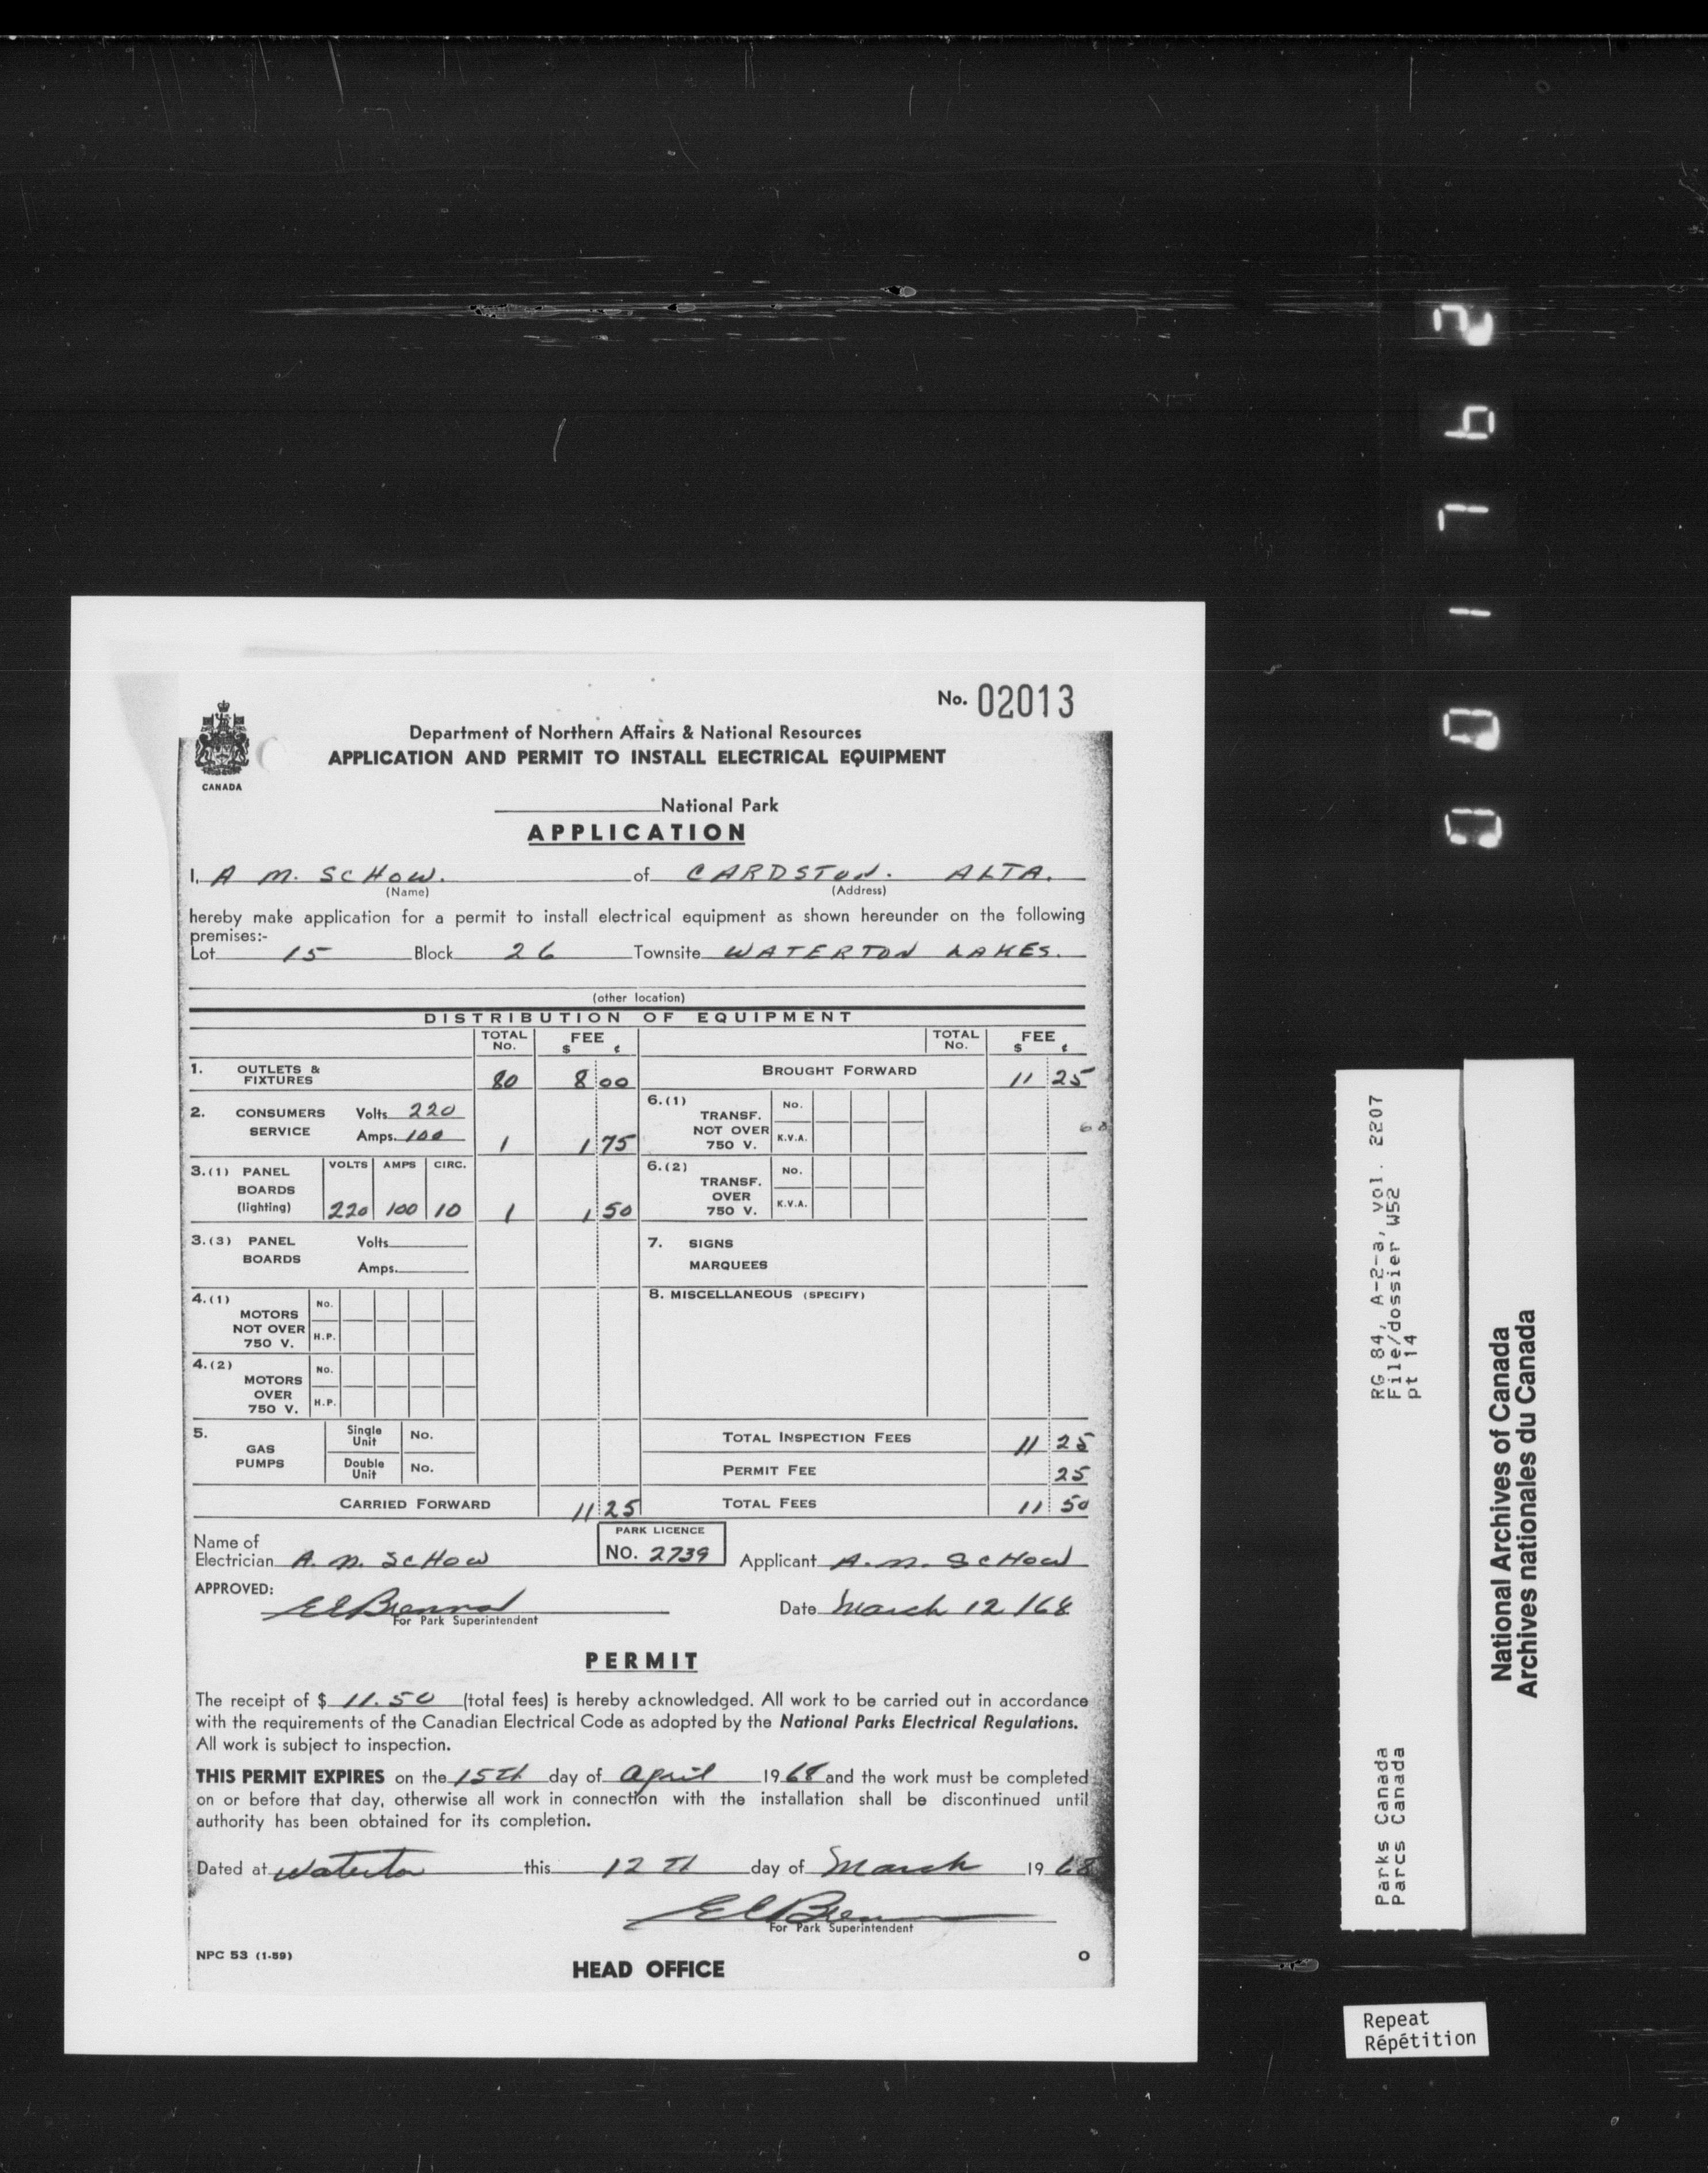 No. 02013
CANADA
Department of Northern Affairs & National Resources
APPLICATION AND PERMIT TO INSTALL ELECTRICAL EQUIPMENT
National Park
APPLICATION
I, A M. SCHOW. of CARDSTON. ALTA.
(Name) (Address)
hereby make application for a permit to install electrical equipment as shown hereunder on the following
premises:-
Lot 15 Block 26 Townsite WATERTON LAKES.
(other location)
DISTRIBUTION OF EQUIPMENT
TOTAL No. FEE $ ¢ TOTAL No. FEE $ ¢
1. OUTLETS & FIXTURES 80 8 00 BROUGHT FORWARD 11 25
2. CONSUMERS SERVICE Volts 220 Amps. 100 1 1 75
6.(1) TRANSF. NOT OVER 750 V. No. K.V.A.
3.(1) PANEL BOARDS (lighting) VOLTS AMPS CIRC. 220 100 10 1 1 50
6.(2) TRANSF. OVER 750 V. No. K.V.A.
3.(3) PANEL BOARDS Volts Amps.
7. SIGNS MARQUEES
4.(1) MOTORS NOT OVER 750 V. No. H.P.
8. MISCELLANEOUS (SPECIFY)
4.(2) MOTORS OVER 750 V. No. H.P.
5. GAS PUMPS Single Unit No. Double Unit No.
TOTAL INSPECTION FEES 11 25
PERMIT FEE 25
CARRIED FORWARD 11 25 TOTAL FEES 11 50
Name of
Electrician A. M. SCHOW PARK LICENCE NO. 2739 Applicant A. M. SCHOW
APPROVED:
For Park Superintendent
Date March 12/68
PERMIT
The receipt of $ 11.50 (total fees) is hereby acknowledged. All work to be carried out in accordance
with the requirements of the Canadian Electrical Code as adopted by the National Parks Electrical Regulations.
All work is subject to inspection.
THIS PERMIT EXPIRES on the 15th day of April 1968 and the work must be completed
on or before that day, otherwise all work in connection with the installation shall be discontinued until
authority has been obtained for its completion.
Dated at Waterton this 12th day of March 1968
For Park Superintendent
NPC 53 (1-59)
HEAD OFFICE
O
RG 84, A-2-a, vol. 2207
File/dossier W52
pt 14
Parks Canada
Parcs Canada
National Archives of Canada
Archives nationales du Canada
Repeat
Répétition